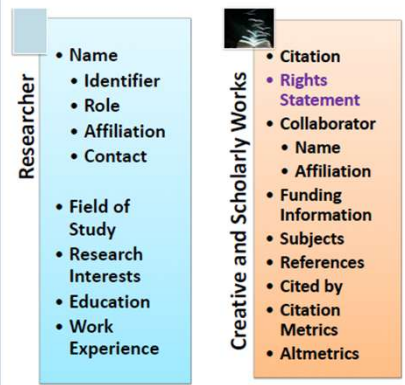 Researcher
• Name
• Identifier
• Role
• Affiliation
• Contact
• Field of
Study
• Research
Interests
• Education
• Work
Experience
Creative and Scholarly Works
• Citation
• Rights
Statement
• Collaborator
• Name
• Affiliation
• Funding
Information
• Subjects
• References
• Cited by
• Citation
Metrics
• Altmetrics